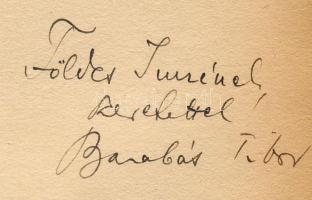 Földes Imrének,
szeretettel
Barabás Tibor